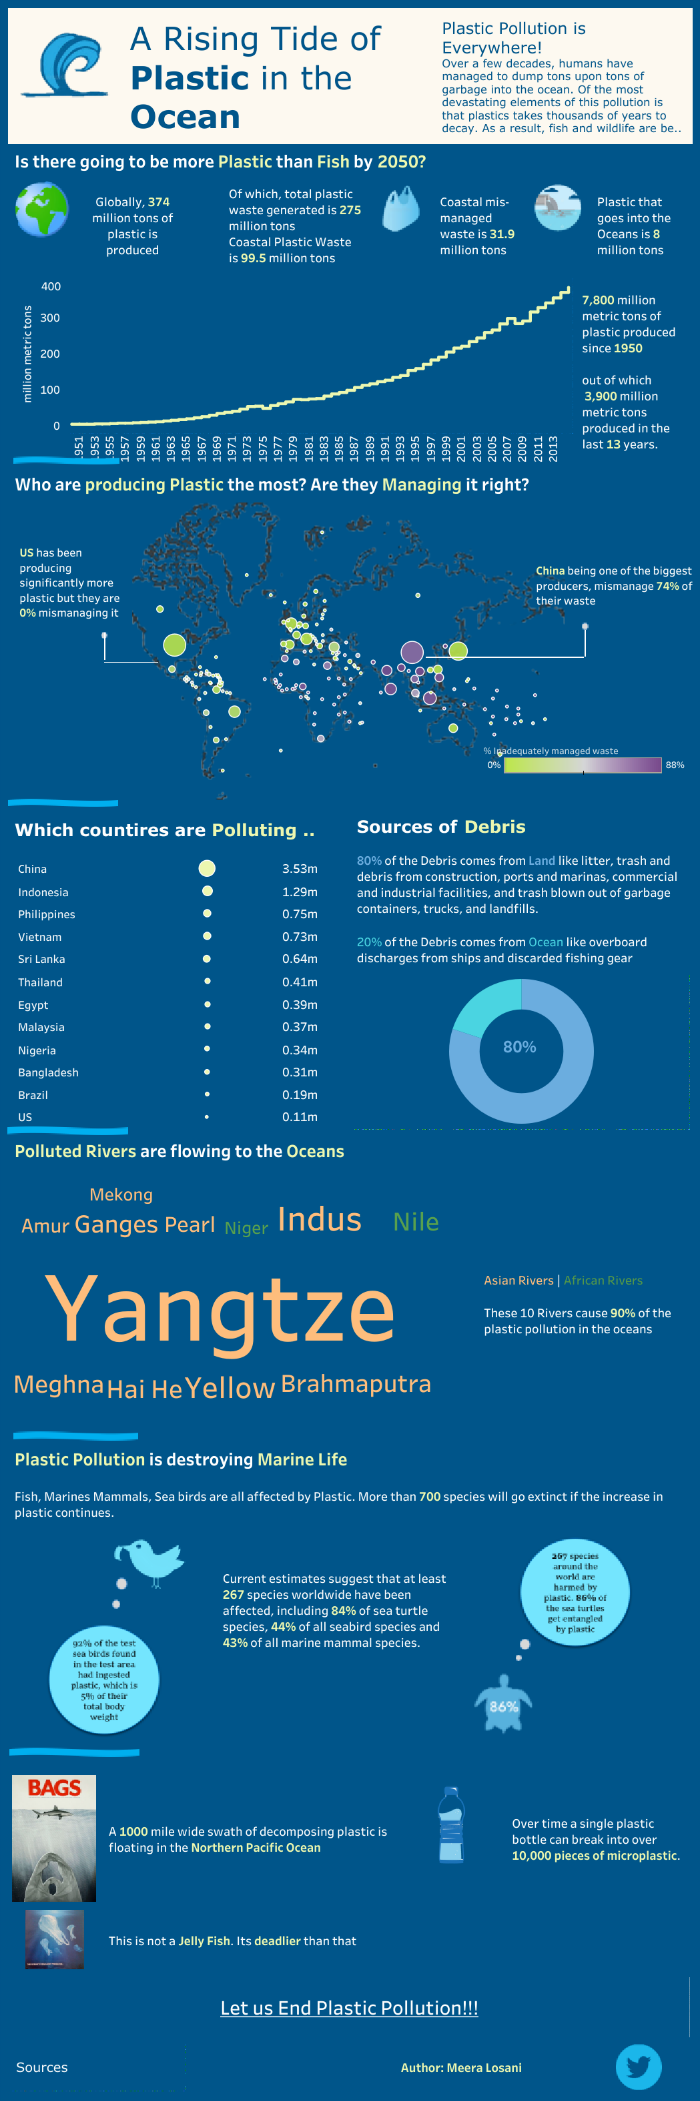 A Rising Tide of
Plastic in the
Ocean
Plastic Pollution is
Everywhere!
Over a few decades, humans have
managed to dump tons upon tons of
garbage into the ocean. Of the most
devastating elements of this pollution is
that plastics takes thousands of years to
decay. As a result, fish and wildlife are be..
Is there going to be more Plastic than Fish by 2050?
Globally, 374
million tons of
plastic is
produced
Of which, total plastic
waste generated is 275
million tons
Coastal Plastic Waste
is 99.5 million tons
Coastal mis-
managed
waste is 31.9
million tons
Plastic that
goes into the
Oceans is 8
million tons
million metric tons
400
300
200
100
0
1951
1953
1955
1957
1959
1961
1963
1965
1967
1969
1971
1973
1975
1977
1979
1981
1983
1985
1987
1989
1991
1993
1995
1997
1999
2001
2003
2005
2007
2009
2011
2013
7,800 million
metric tons of
plastic produced
since 1950
out of which
3,900 million
metric tons
produced in the
last 13 years.
Who are producing Plastic the most? Are they Managing it right?
US has been
producing
significantly more
plastic but they are
0% mismanaging it
China being one of the biggest
producers, mismanage 74% of
their waste
% Inadequately managed waste
0%
88%
Which countires are Polluting ..
China 3.53m
Indonesia 1.29m
Philippines 0.75m
Vietnam 0.73m
Sri Lanka 0.64m
Thailand 0.41m
Egypt 0.39m
Malaysia 0.37m
Nigeria 0.34m
Bangladesh 0.31m
Brazil 0.19m
US 0.11m
Sources of Debris
80% of the Debris comes from Land like litter, trash and
debris from construction, ports and marinas, commercial
and industrial facilities, and trash blown out of garbage
containers, trucks, and landfills.
20% of the Debris comes from Ocean like overboard
discharges from ships and discarded fishing gear
80%
Polluted Rivers are flowing to the Oceans
Mekong
Amur Ganges Pearl Niger Indus Nile
Yangtze
Meghna Hai He Yellow Brahmaputra
Asian Rivers | African Rivers
These 10 Rivers cause 90% of the
plastic pollution in the oceans
Plastic Pollution is destroying Marine Life
Fish, Marines Mammals, Sea birds are all affected by Plastic. More than 700 species will go extinct if the increase in
plastic continues.
92% of the test
sea birds found
in the test area
had ingested
plastic, which is
5% of their
total body
weight
Current estimates suggest that at least
267 species worldwide have been
affected, including 84% of sea turtle
species, 44% of all seabird species and
43% of all marine mammal species.
267 species
around the
world are
harmed by
plastic. 86% of
the sea turtles
get entangled
by plastic
86%
BAGS
A 1000 mile wide swath of decomposing plastic is
floating in the Northern Pacific Ocean
Over time a single plastic
bottle can break into over
10,000 pieces of microplastic.
This is not a Jelly Fish. Its deadlier than that
Let us End Plastic Pollution!!!
Sources
Author: Meera Losani